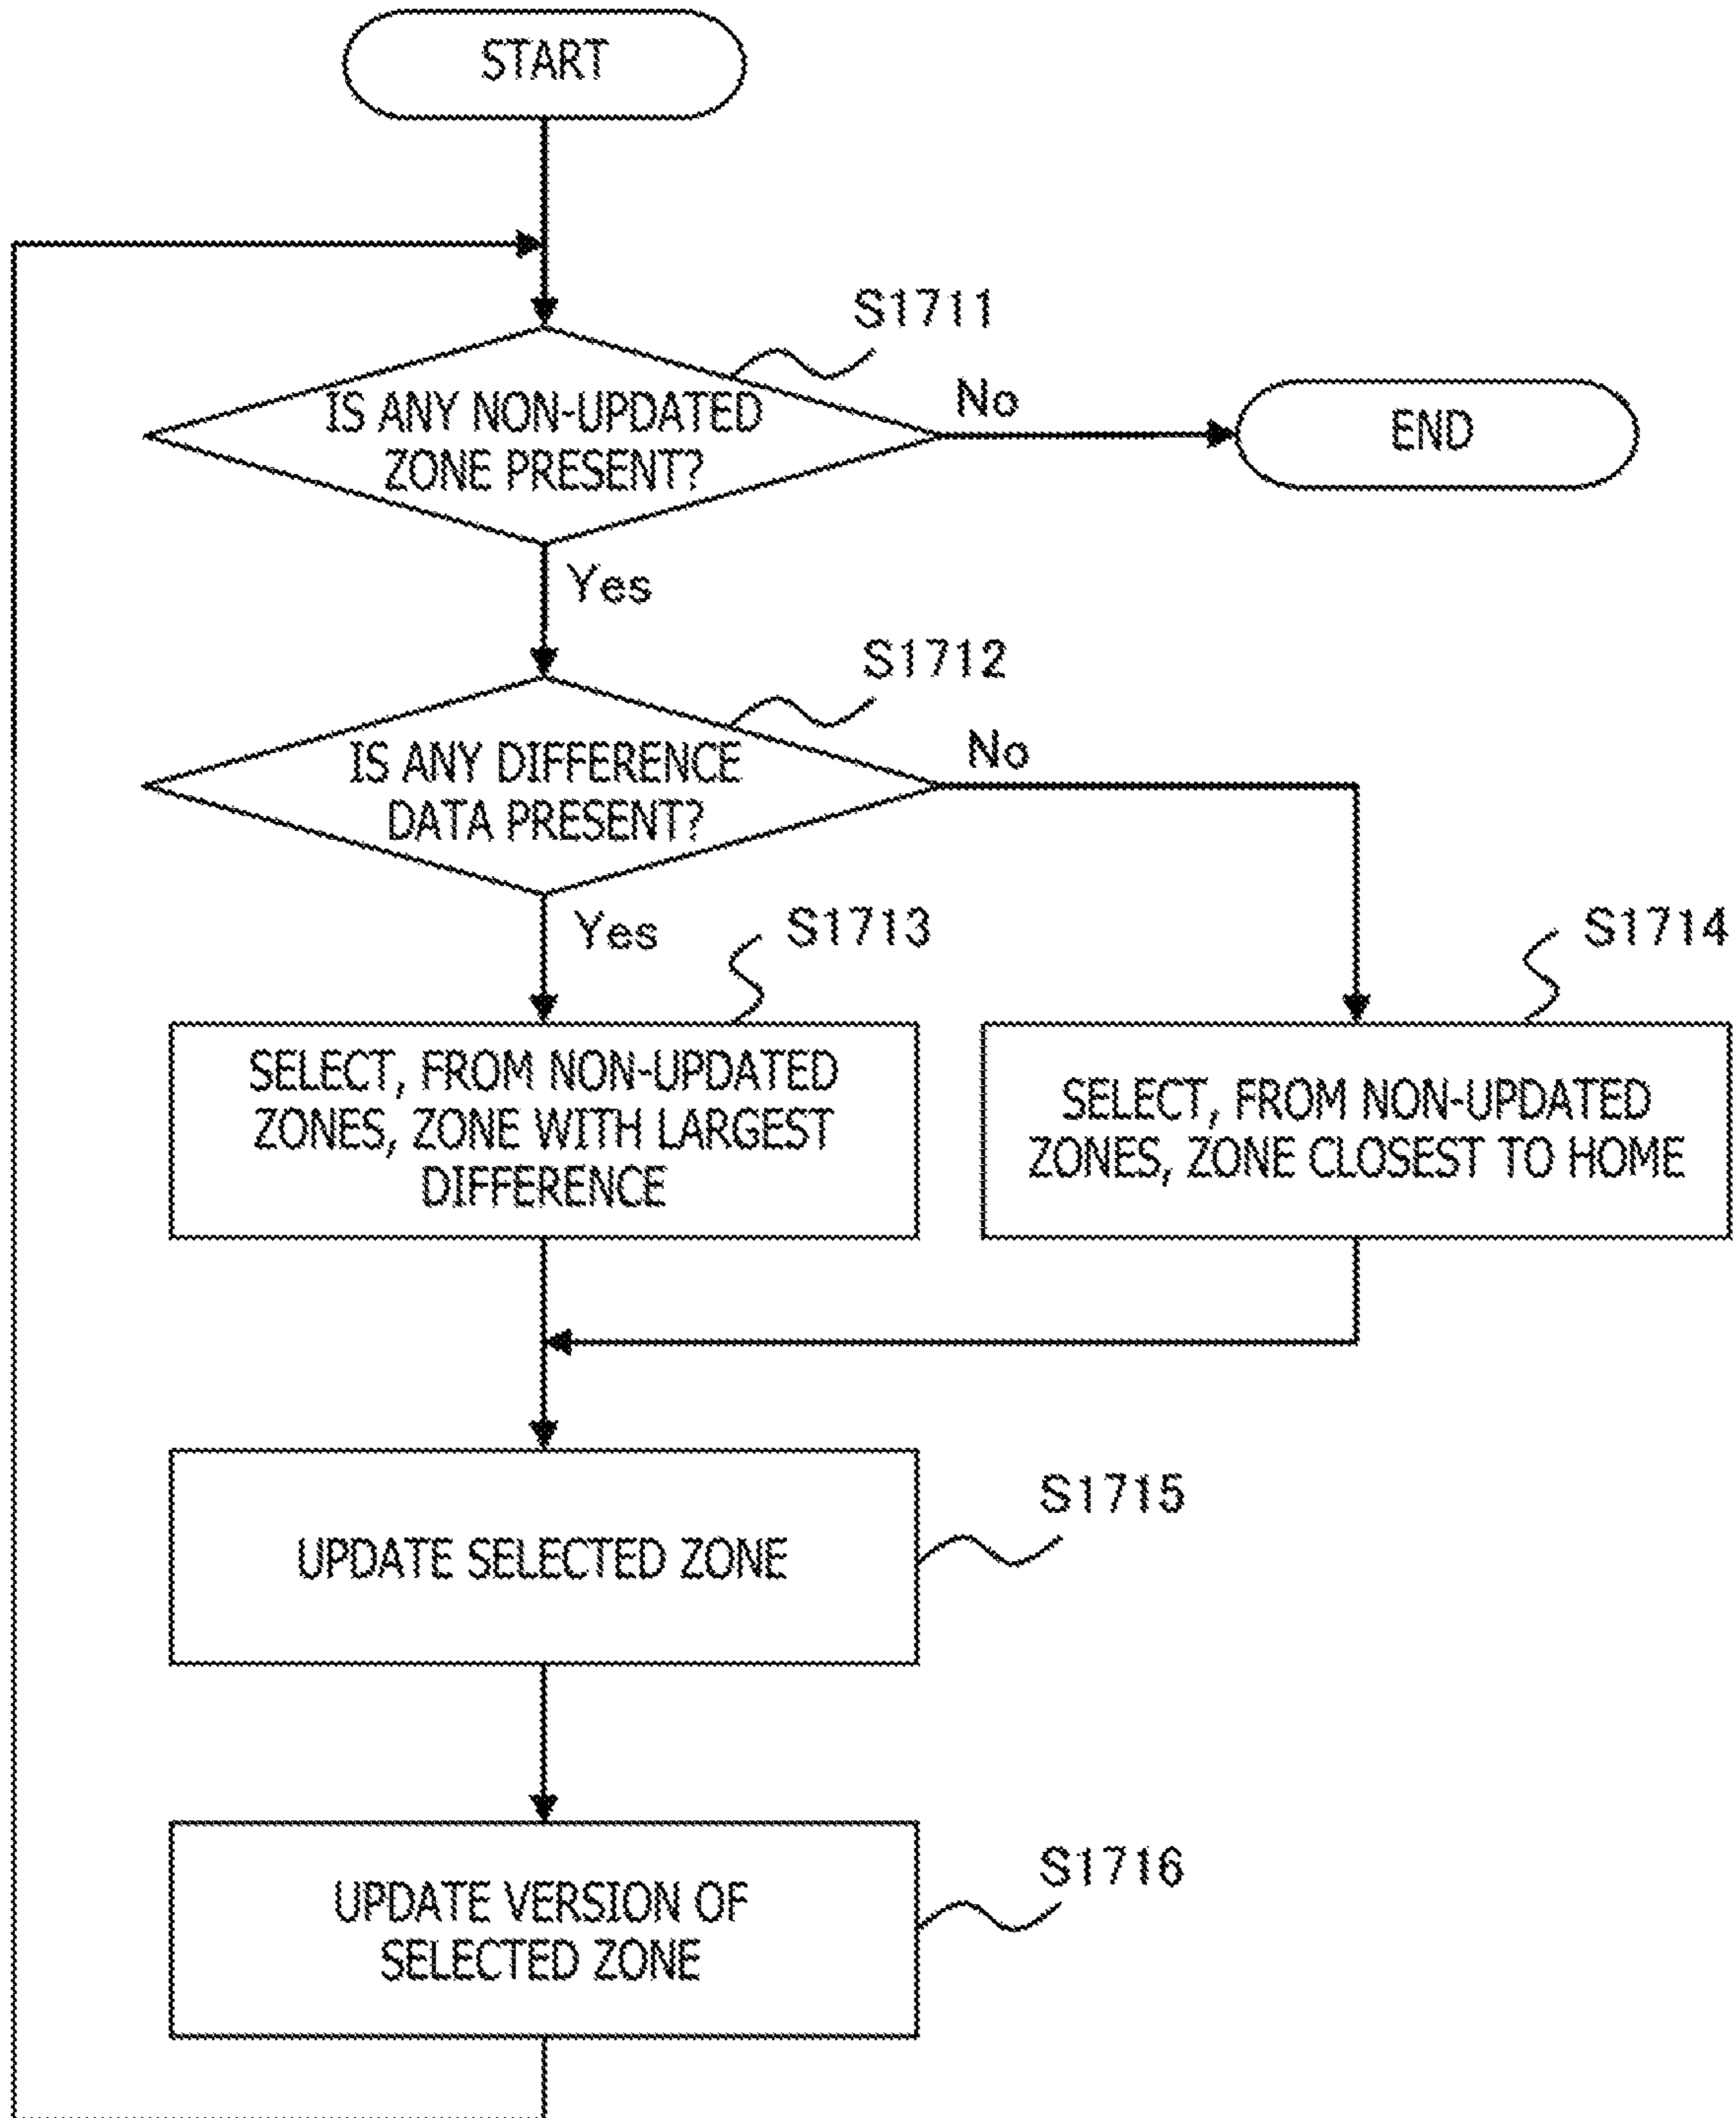 START
S1711
IS ANY NON-UPDATED
ZONE PRESENT?
No
END
Yes
S1712
IS ANY DIFFERENCE
DATA PRESENT?
No
Yes
S1713
S1714
SELECT, FROM NON-UPDATED
ZONES, ZONE WITH LARGEST
DIFFERENCE
SELECT, FROM NON-UPDATED
ZONES, ZONE CLOSEST TO HOME
S1715
UPDATE SELECTED ZONE
S1716
UPDATE VERSION OF
SELECTED ZONE